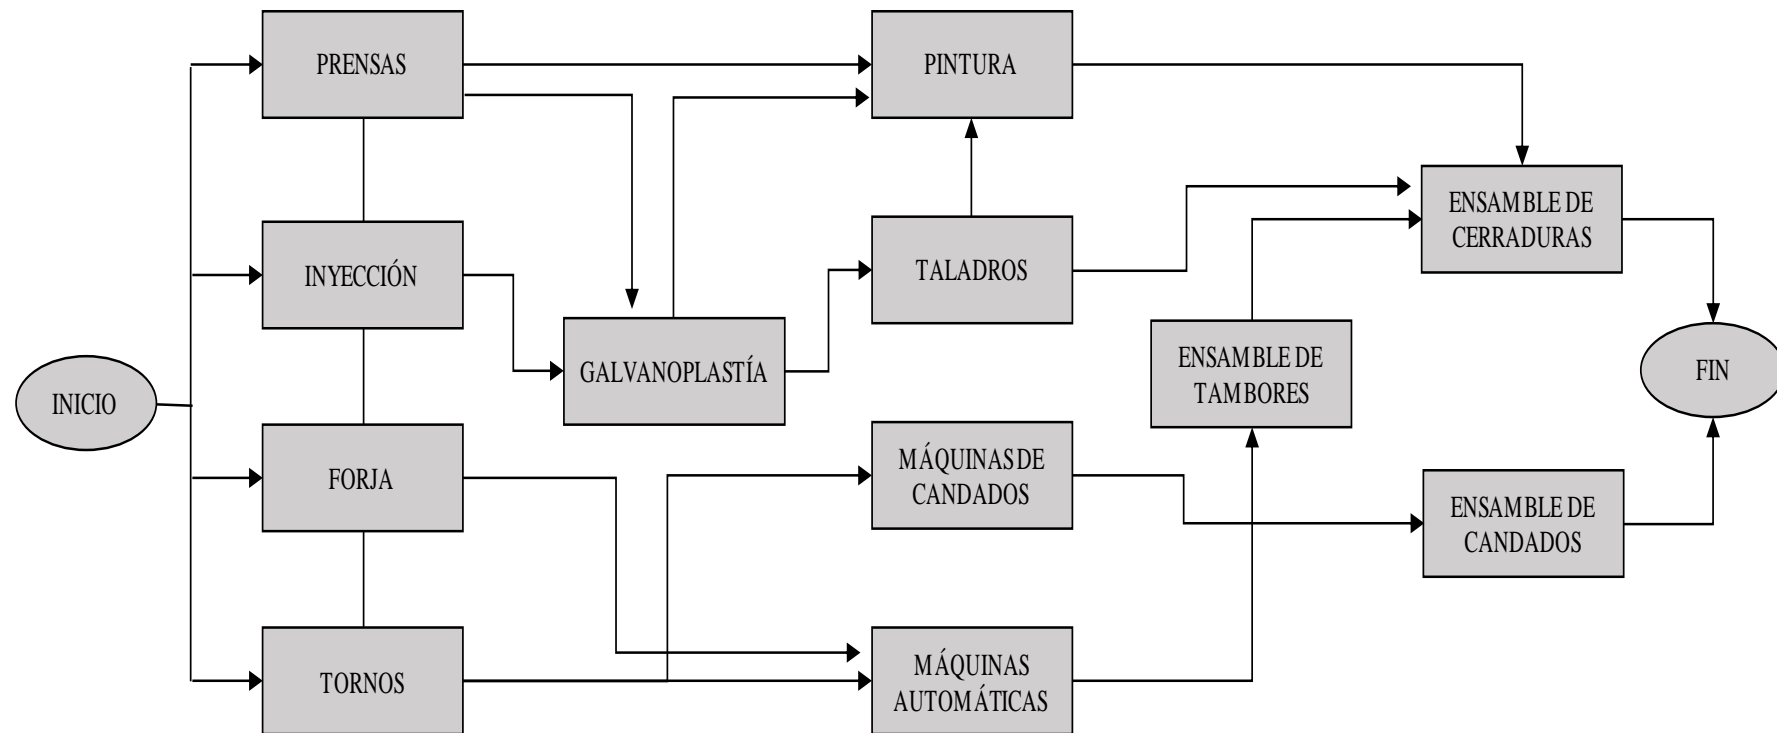 PRENSAS
PINTURA
ENSAMBLE DE
CERRADURAS
INYECCIÓN
TALADROS
GALVANOPLASTÍA
ENSAMBLE DE
TAMBORES
FIN
INICIO
FORJA
MÁQUINAS DE
CANDADOS
ENSAMBLE DE
CANDADOS
TORNOS
MÁQUINAS
AUTOMÁTICAS